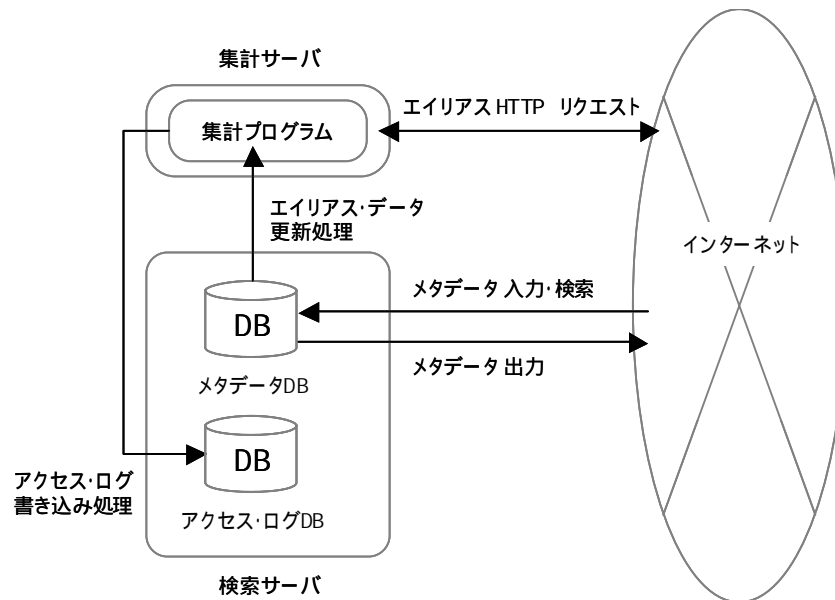 集計サーバ
集計プログラム
エイリアスHTTP リクエスト
エイリアス・データ
更新処理
インターネット
メタデータ入力・検索
DB
メタデータDB
メタデータ出力
DB
アクセス・ログDB
アクセス・ログ
書き込み処理
検索サーバ